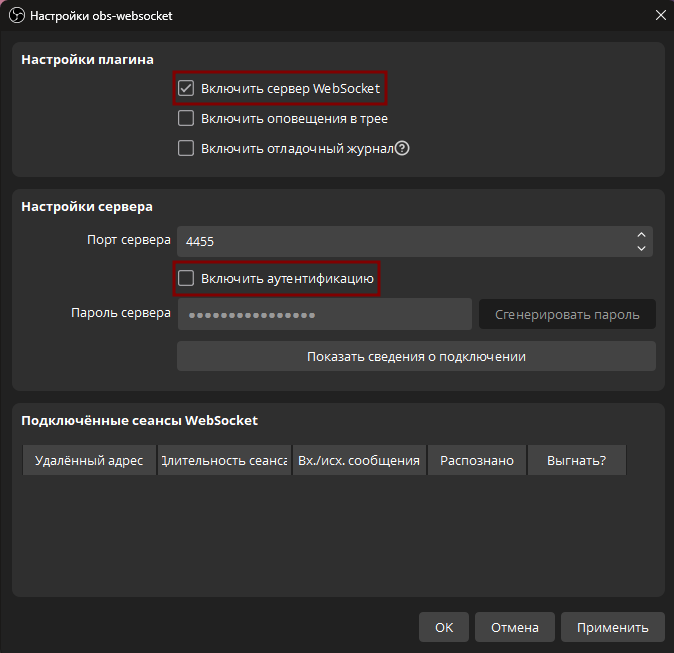 Настройки obs-websocket
Настройки плагина
Включить сервер WebSocket
Включить оповещения в трее
Включить отладочный журнал
Настройки сервера
Порт сервера 4455
Включить аутентификацию
Пароль сервера ●●●●●●●●●●●●●●●● Сгенерировать пароль
Показать сведения о подключении
Подключённые сеансы WebSocket
Удалённый адрес Длительность сеанса Вх./исх. сообщения Распознано Выгнать?
OK Отмена Применить